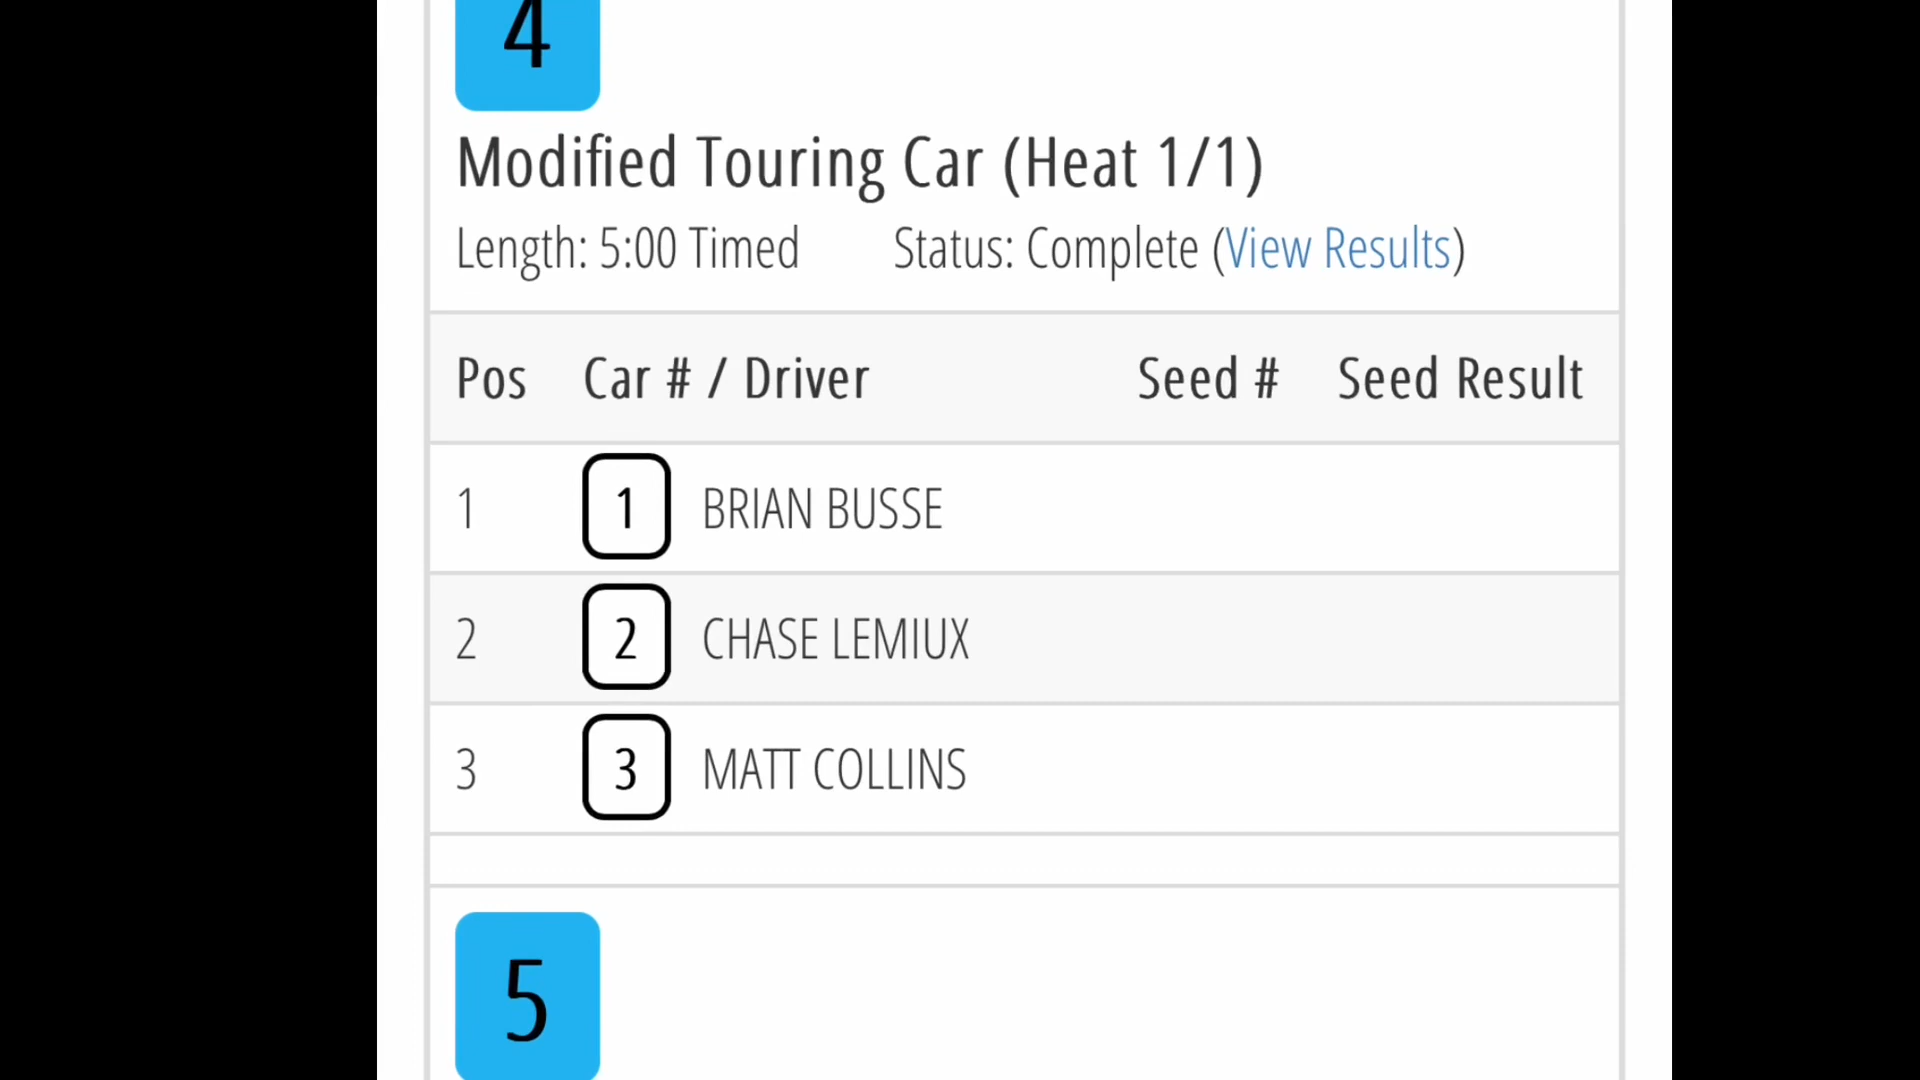 4
Modified Touring Car (Heat 1/1)
Length: 5:00 Timed Status: Complete (View Results)
Pos Car # / Driver Seed # Seed Result
1 1 BRIAN BUSSE
2 2 CHASE LEMIUX
3 3 MATT COLLINS
5